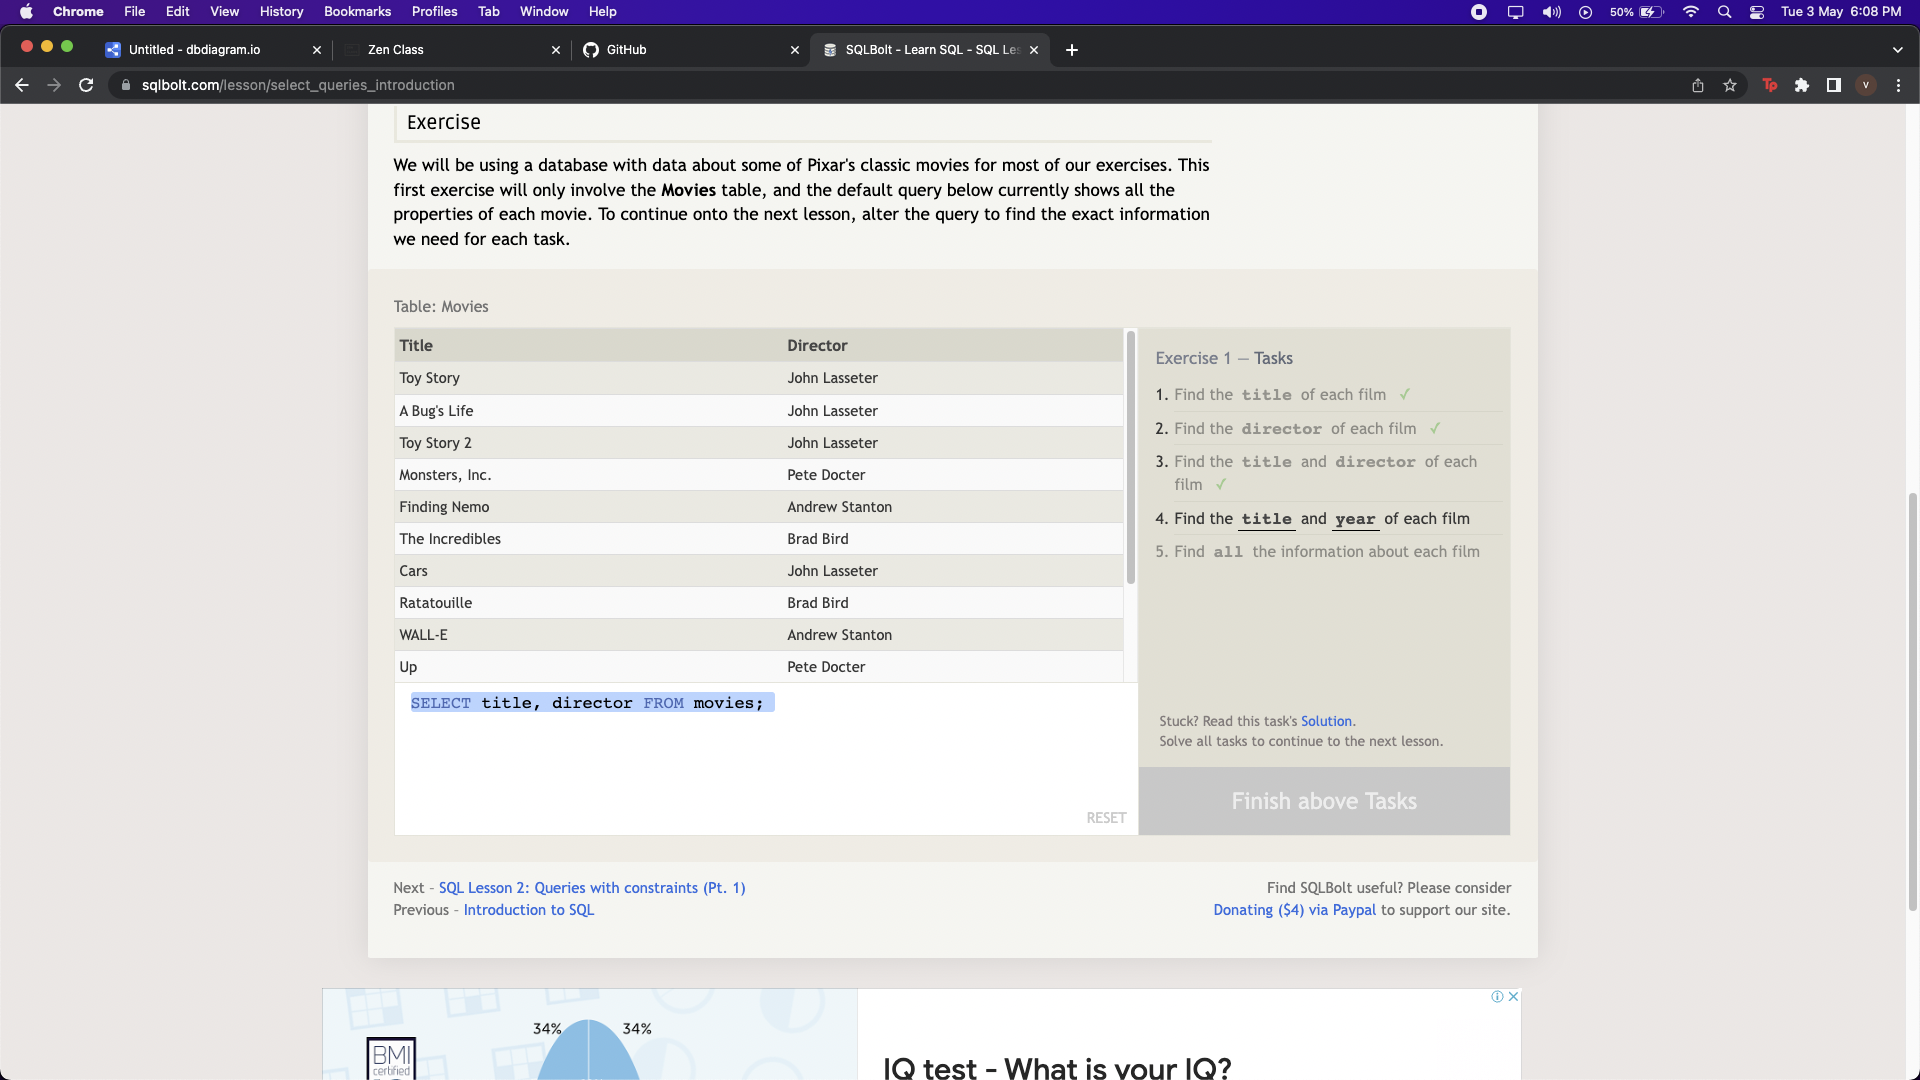 Chrome File Edit View History Bookmarks Profiles Tab Window Help 50% Tue 3 May 6:08 PM
Untitled - dbdiagram.io Zen Class GitHub SQLBolt - Learn SQL - SQL Les
sqlbolt.com/lesson/select_queries_introduction Tp V
Exercise
We will be using a database with data about some of Pixar's classic movies for most of our exercises. This
first exercise will only involve the Movies table, and the default query below currently shows all the
properties of each movie. To continue onto the next lesson, alter the query to find the exact information
we need for each task.
Table: Movies
Title Director
Toy Story John Lasseter
A Bug's Life John Lasseter
Toy Story 2 John Lasseter
Monsters, Inc. Pete Docter
Finding Nemo Andrew Stanton
The Incredibles Brad Bird
Cars John Lasseter
Ratatouille Brad Bird
WALL-E Andrew Stanton
Up Pete Docter
SELECT title, director FROM movies;
RESET
Exercise 1 — Tasks
1. Find the title of each film ✓
2. Find the director of each film ✓
3. Find the title and director of each
film ✓
4. Find the title and year of each film
5. Find all the information about each film
Stuck? Read this task's Solution.
Solve all tasks to continue to the next lesson.
Finish above Tasks
Next – SQL Lesson 2: Queries with constraints (Pt. 1)
Previous – Introduction to SQL
Find SQLBolt useful? Please consider
Donating ($4) via Paypal to support our site.
34% 34%
BMI
certified
IQ test - What is your IQ?